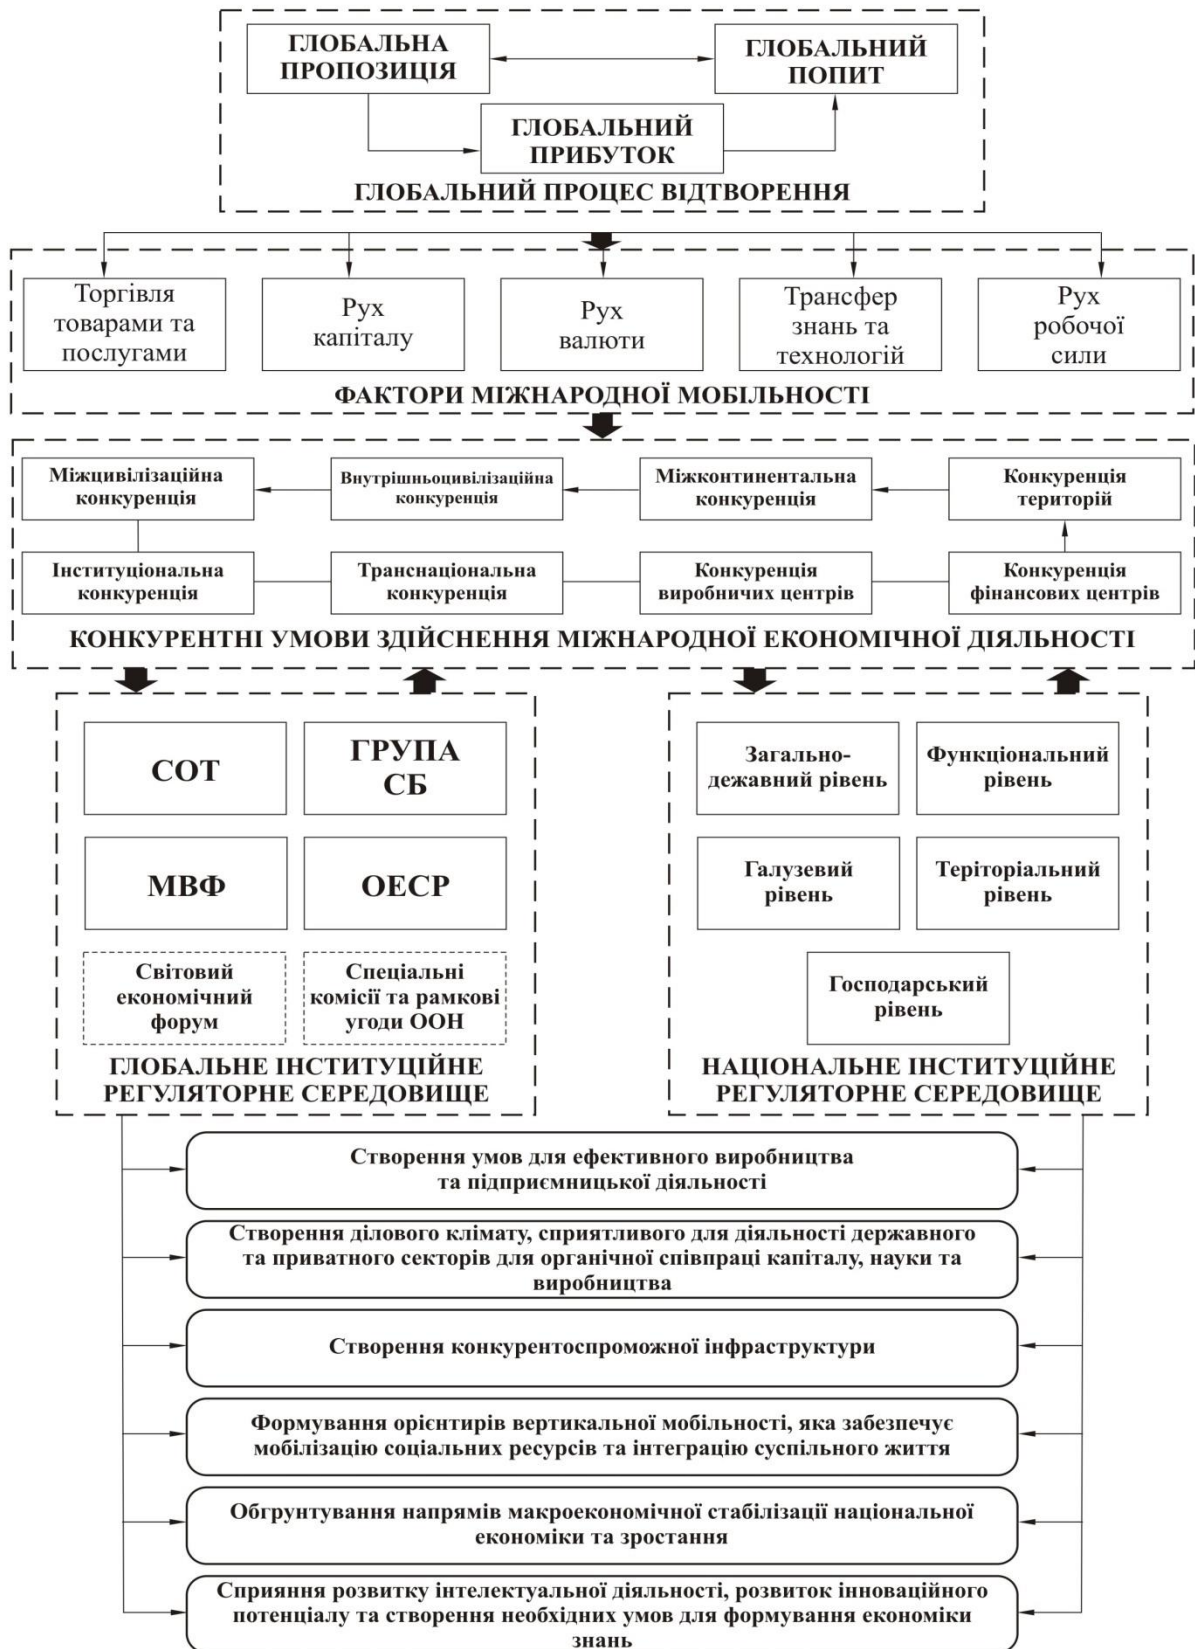 ГЛОБАЛЬНА
ПРОПОЗИЦІЯ
ГЛОБАЛЬНИЙ
ПОПИТ
ГЛОБАЛЬНИЙ
ПРИБУТОК
ГЛОБАЛЬНИЙ ПРОЦЕС ВІДТВОРЕННЯ
Торгівля
товарами та
послугами
Рух
капіталу
Рух
валюти
Трансфер
знань та
технологій
Рух
робочої
сили
ФАКТОРИ МІЖНАРОДНОЇ МОБІЛЬНОСТІ
Міжцивілізаційна
конкуренція
Внутрішньоцивілізаційна
конкуренція
Міжконтинентальна
конкуренція
Конкуренція
територій
Інституціональна
конкуренція
Транснаціональна
конкуренція
Конкуренція
виробничих центрів
Конкуренція
фінансових центрів
КОНКУРЕНТНІ УМОВИ ЗДІЙСНЕННЯ МІЖНАРОДНОЇ ЕКОНОМІЧНОЇ ДІЯЛЬНОСТІ
СОТ
ГРУПА
СБ
МВФ
ОЕСР
Світовий
економічний
форум
Спеціальні
комісії та рамкові
угоди ООН
ГЛОБАЛЬНЕ ІНСТИТУЦІЙНЕ
РЕГУЛЯТОРНЕ СЕРЕДОВИЩЕ
Загально-
дежавний рівень
Функціональний
рівень
Галузевий
рівень
Теріторіальний
рівень
Господарський
рівень
НАЦІОНАЛЬНЕ ІНСТИТУЦІЙНЕ
РЕГУЛЯТОРНЕ СЕРЕДОВИЩЕ
Створення умов для ефективного виробництва
та підприємницької діяльності
Створення ділового клімату, сприятливого для діяльності державного
та приватного секторів для органічної співпраці капіталу, науки та
виробництва
Створення конкурентоспроможної інфраструктури
Формування орієнтирів вертикальної мобільності, яка забезпечує
мобілізацію соціальних ресурсів та інтеграцію суспільного життя
Обгрунтування напрямів макроекономічної стабілізації національної
економіки та зростання
Сприяння розвитку інтелектуальної діяльності, розвиток інноваційного
потенціалу та створення необхідних умов для формування економіки
знань